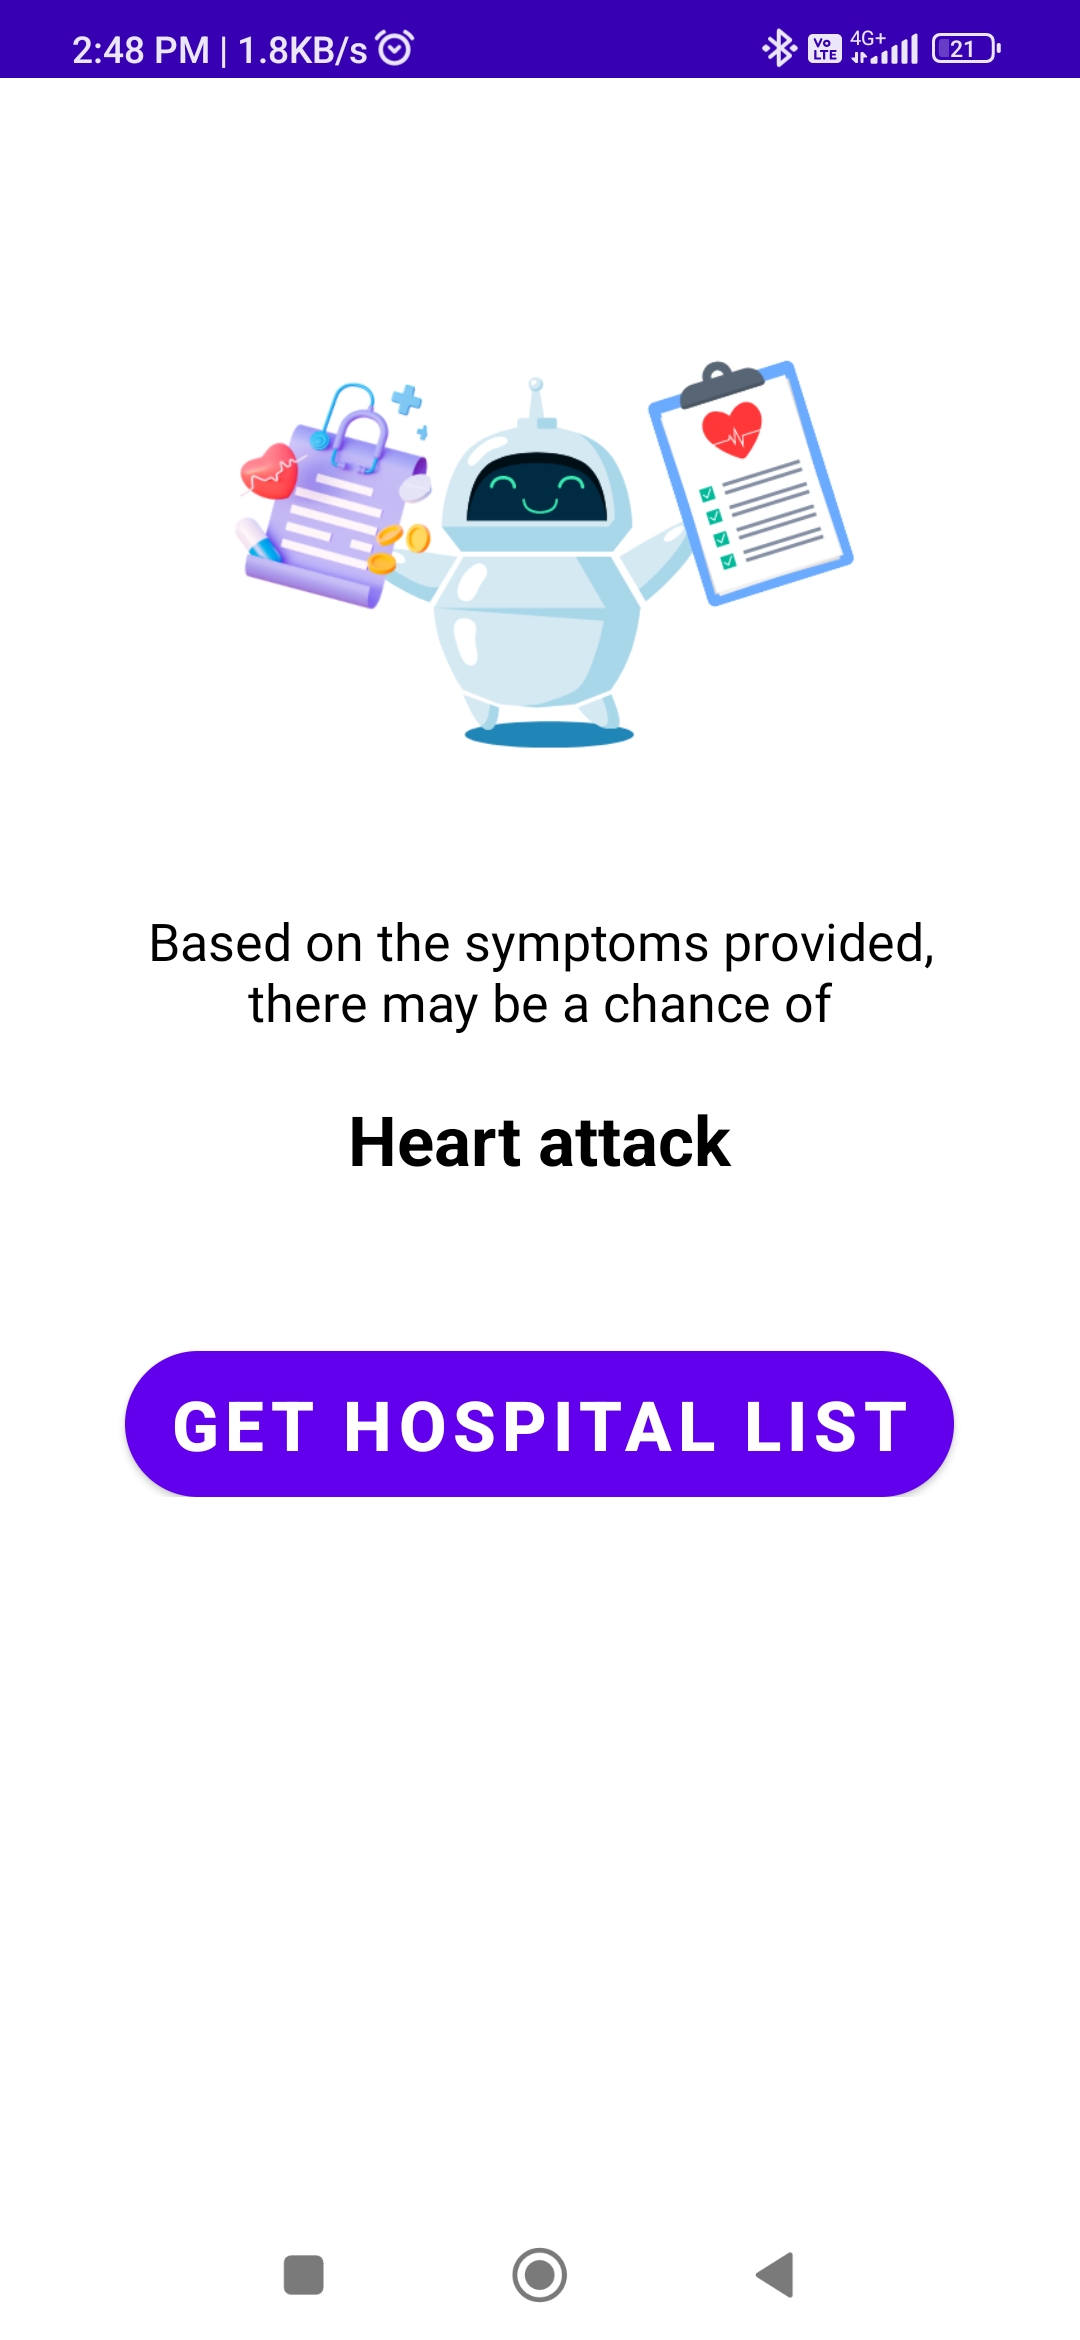 2:48 PM | 1.8KB/s Vo LTE 4G+ 21
Based on the symptoms provided,
there may be a chance of
Heart attack
GET HOSPITAL LIST